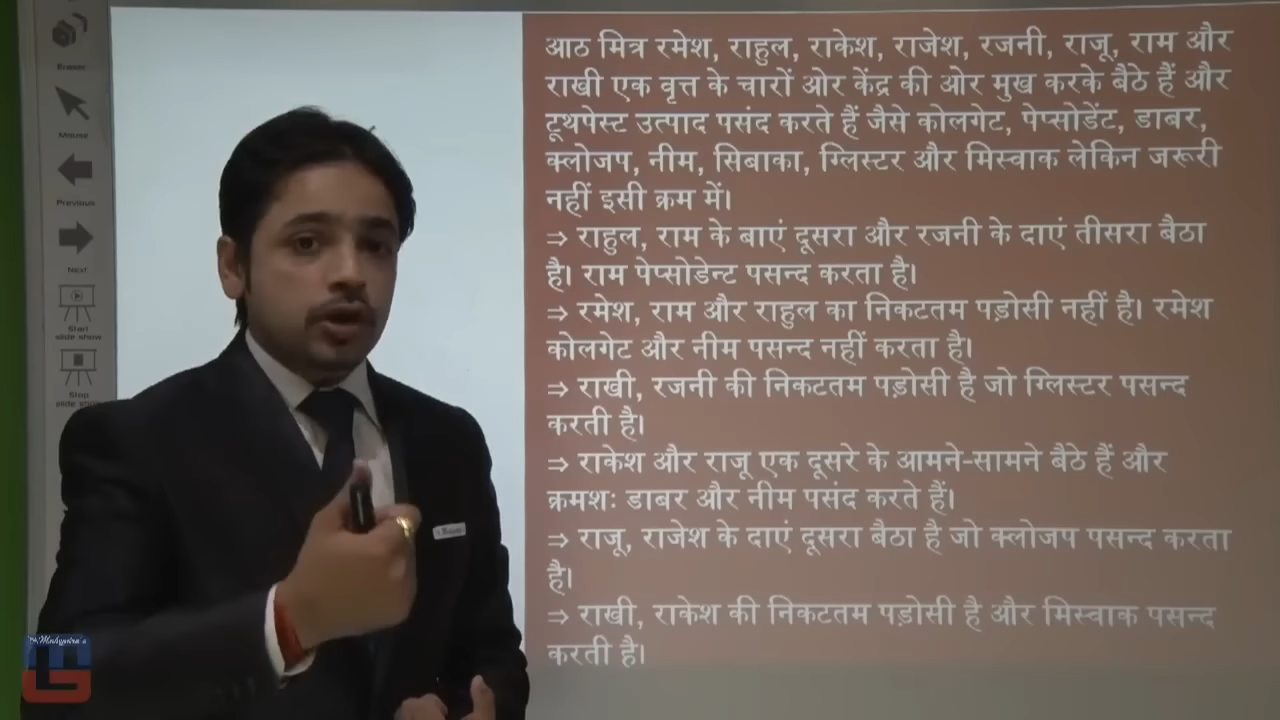 Eraser
Mouse
Previous
Next
Start
slide show
Stop
आठ मित्र रमेश, राहुल, राकेश, राजेश, रजनी, राजू, राम और
राखी एक वृत्त के चारों ओर केंद्र की ओर मुख करके बैठे हैं और
टूथपेस्ट उत्पाद पसंद करते हैं जैसे कोलगेट, पेप्सोडेंट, डाबर,
क्लोजप, नीम, सिबाका, ग्लिस्टर और मिस्वाक लेकिन जरूरी
नहीं इसी क्रम में।
⇒ राहुल, राम के बाएं दूसरा और रजनी के दाएं तीसरा बैठा
है। राम पेप्सोडेन्ट पसन्द करता है।
⇒ रमेश, राम और राहुल का निकटतम पड़ोसी नहीं है। रमेश
कोलगेट और नीम पसन्द नहीं करता है।
⇒ राखी, रजनी की निकटतम पड़ोसी है जो ग्लिस्टर पसन्द
करती है।
⇒ राकेश और राजू एक दूसरे के आमने-सामने बैठे हैं और
क्रमशः डाबर और नीम पसंद करते हैं।
⇒ राजू, राजेश के दाएं दूसरा बैठा है जो क्लोजप पसन्द करता
है।
⇒ राखी, राकेश की निकटतम पड़ोसी है और मिस्वाक पसन्द
करती है।